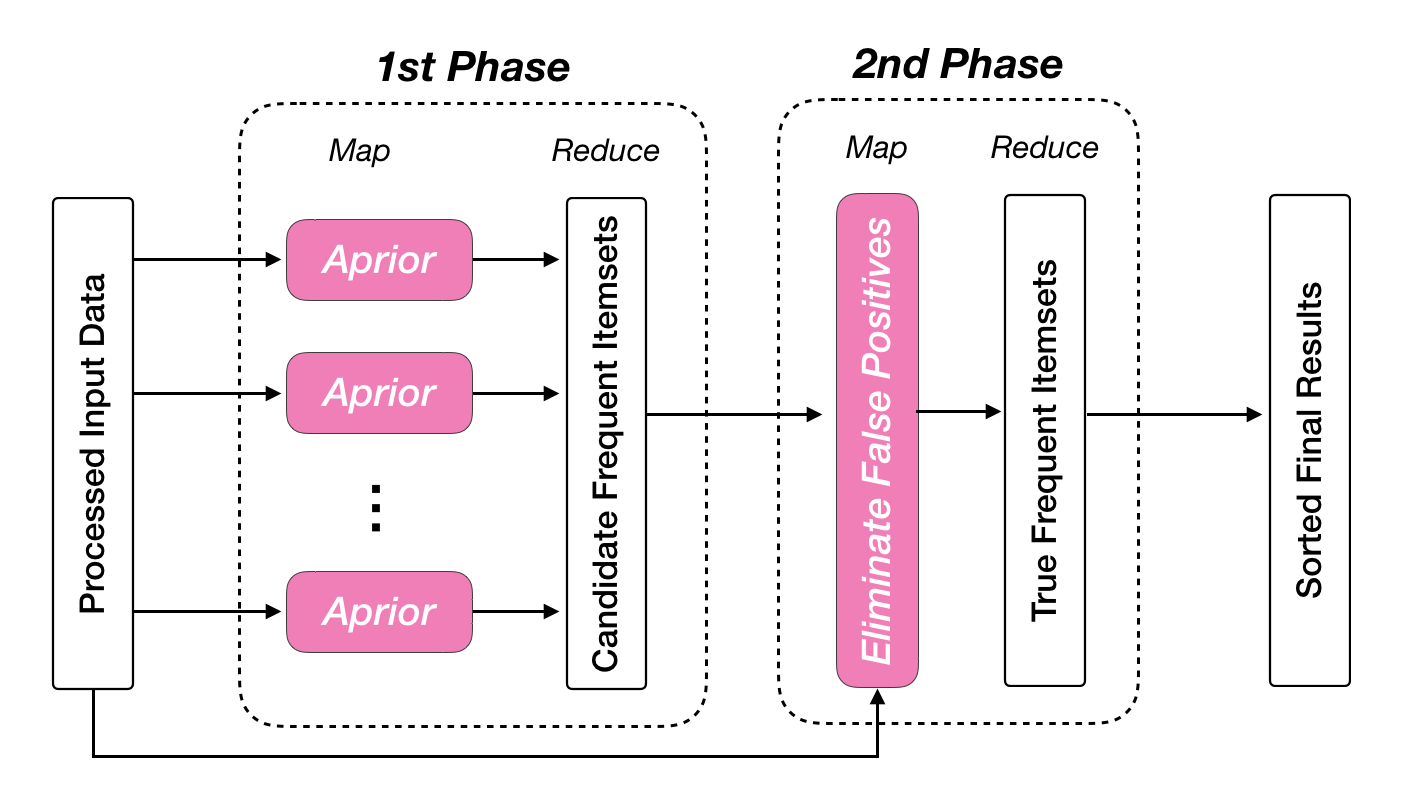 1st Phase
2nd Phase
Map
Reduce
Map
Reduce
Processed Input Data
Aprior
Aprior
Aprior
Candidate Frequent Itemsets
Eliminate False Positives
True Frequent Itemsets
Sorted Final Results